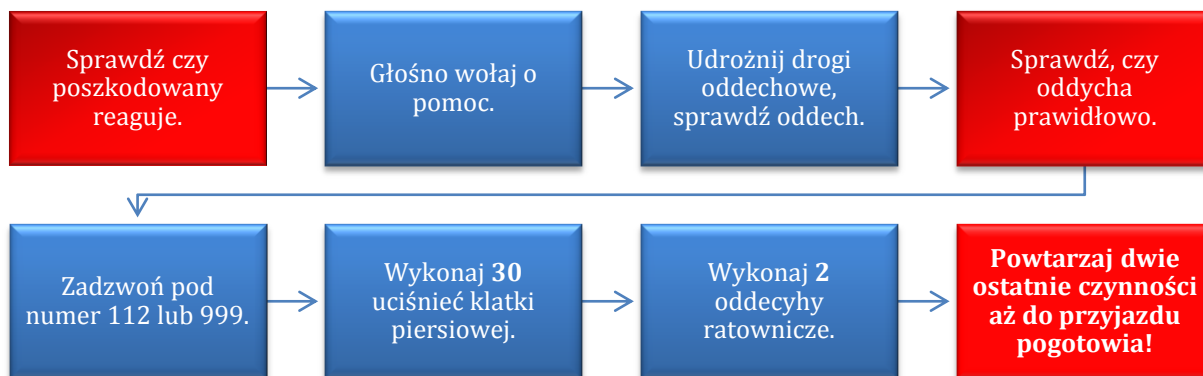 Sprawdź czy
poszkodowany
reaguje.
Głośno wołaj o
pomoc.
Udrożnij drogi
oddechowe,
sprawdź oddech.
Sprawdź, czy
oddycha
prawidłowo.
Zadzwoń pod
numer 112 lub 999.
Wykonaj 30
uciśnieć klatki
piersiowej.
Wykonaj 2
oddecyhy
ratownicze.
Powtarzaj dwie
ostatnie czynności
aż do przyjazdu
pogotowia!